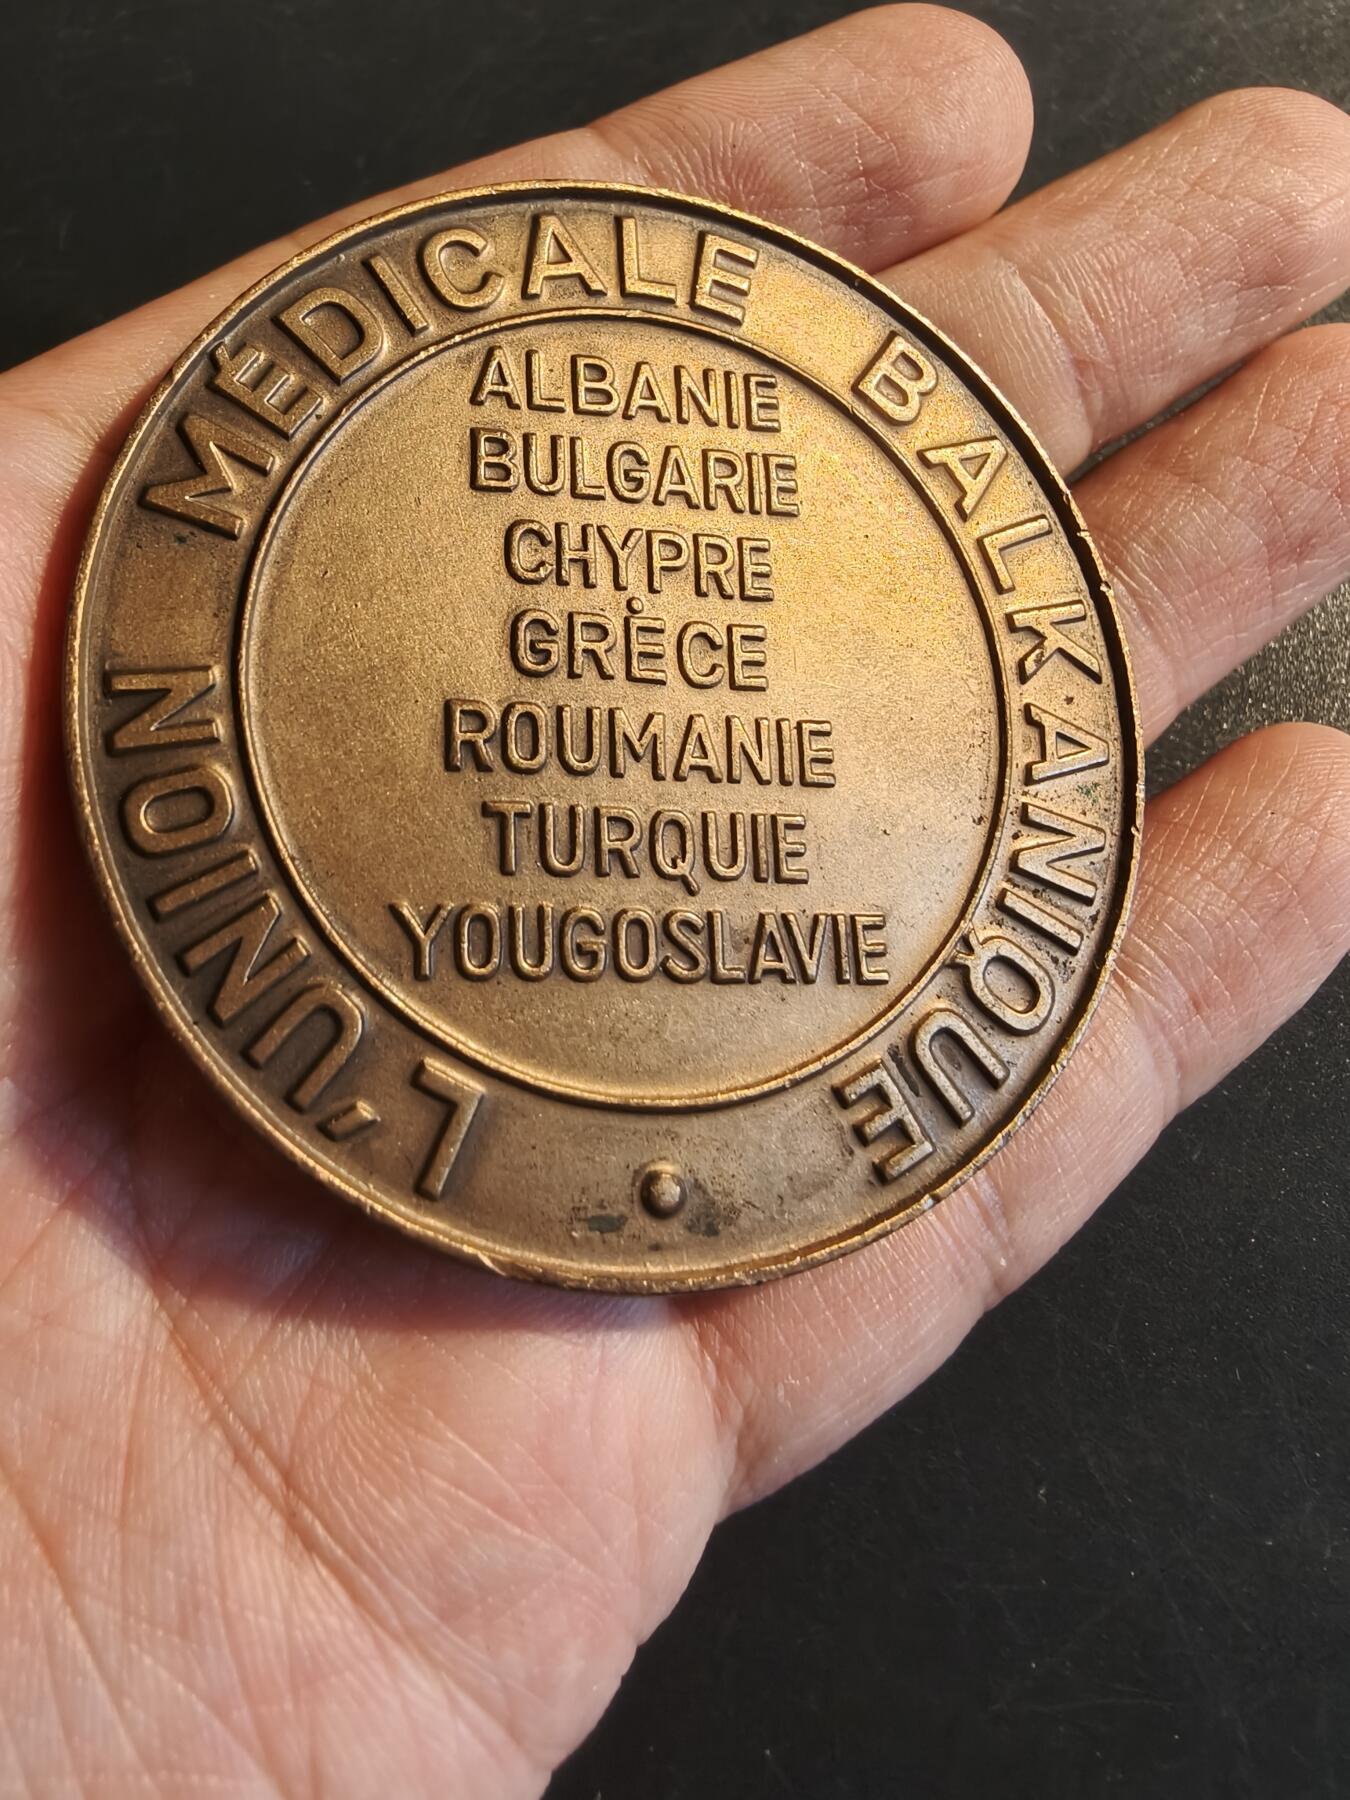 L'UNION MÉDICALE BALKANIQUE
ALBANIE
BULGARIE
CHYPRE
GRÈCE
ROUMANIE
TURQUIE
YOUGOSLAVIE